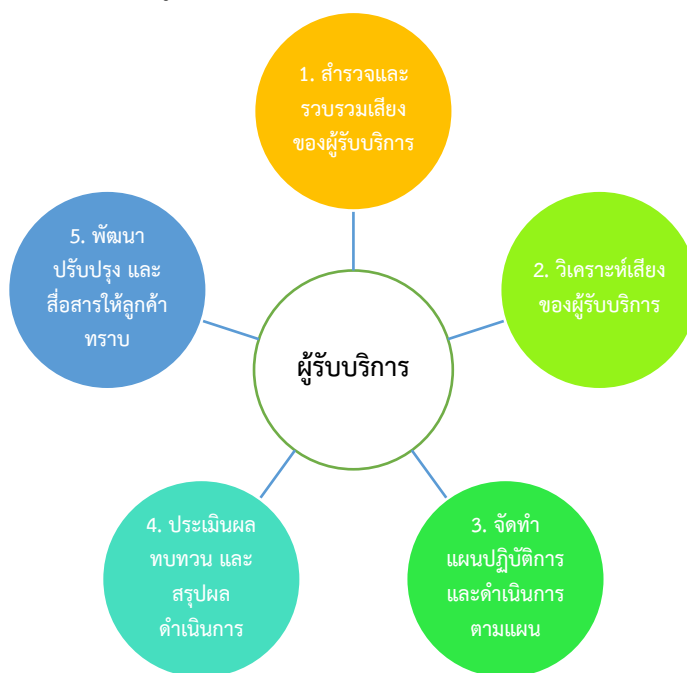 1. สำรวจและ
รวบรวมเสียง
ของผู้รับบริการ
2. วิเคราะห์เสียง
ของผู้รับบริการ
3. จัดทำ
แผนปฏิบัติการ
และดำเนินการ
ตามแผน
4. ประเมินผล
ทบทวน และ
สรุปผล
ดำเนินการ
5. พัฒนา
ปรับปรุง และ
สื่อสารให้ลูกค้า
ทราบ
ผู้รับบริการ